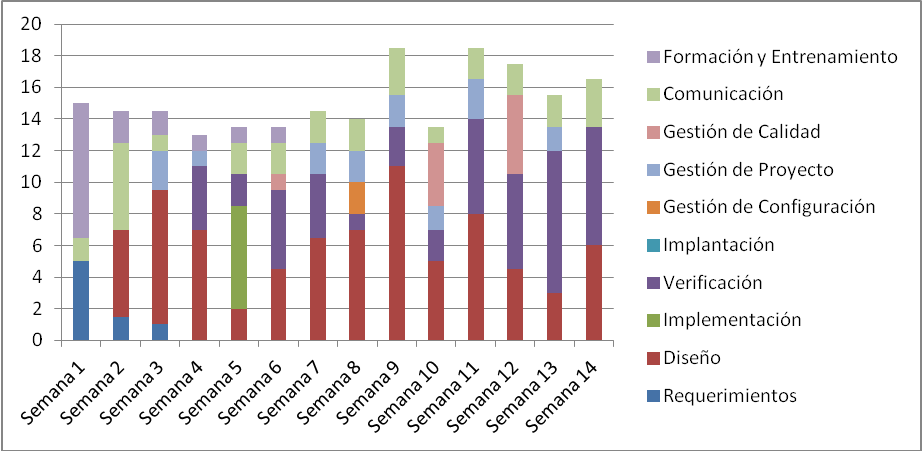 20
18
16
14
12
10
8
6
4
2
0
Semana 1
Semana 2
Semana 3
Semana 4
Semana 5
Semana 6
Semana 7
Semana 8
Semana 9
Semana 10
Semana 11
Semana 12
Semana 13
Semana 14
Formación y Entrenamiento
Comunicación
Gestión de Calidad
Gestión de Proyecto
Gestión de Configuración
Implantación
Verificación
Implementación
Diseño
Requerimientos